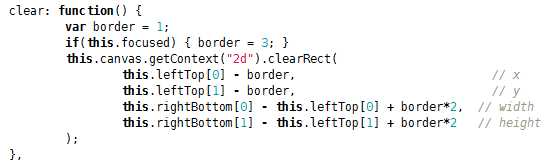 clear: function() {
        var border = 1;
        if(this.focused) { border = 3; }
        this.canvas.getContext("2d").clearRect(
                this.leftTop[0] - border,                           // x
                this.leftTop[1] - border,                           // y
                this.rightBottom[0] - this.leftTop[0] + border*2,  // width
                this.rightBottom[1] - this.leftTop[1] + border*2   // height
        );
},